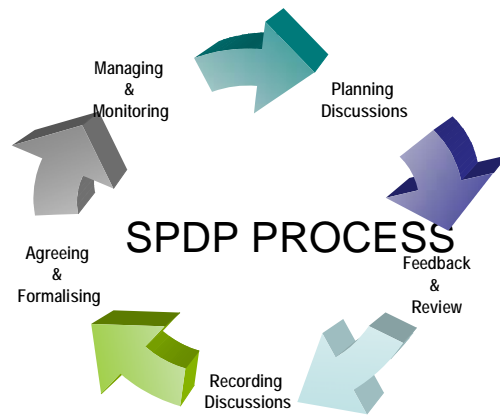 Managing
&
Monitoring
Planning
Discussions
SPDP PROCESS
Feedback
&
Review
Agreeing
&
Formalising
Recording
Discussions